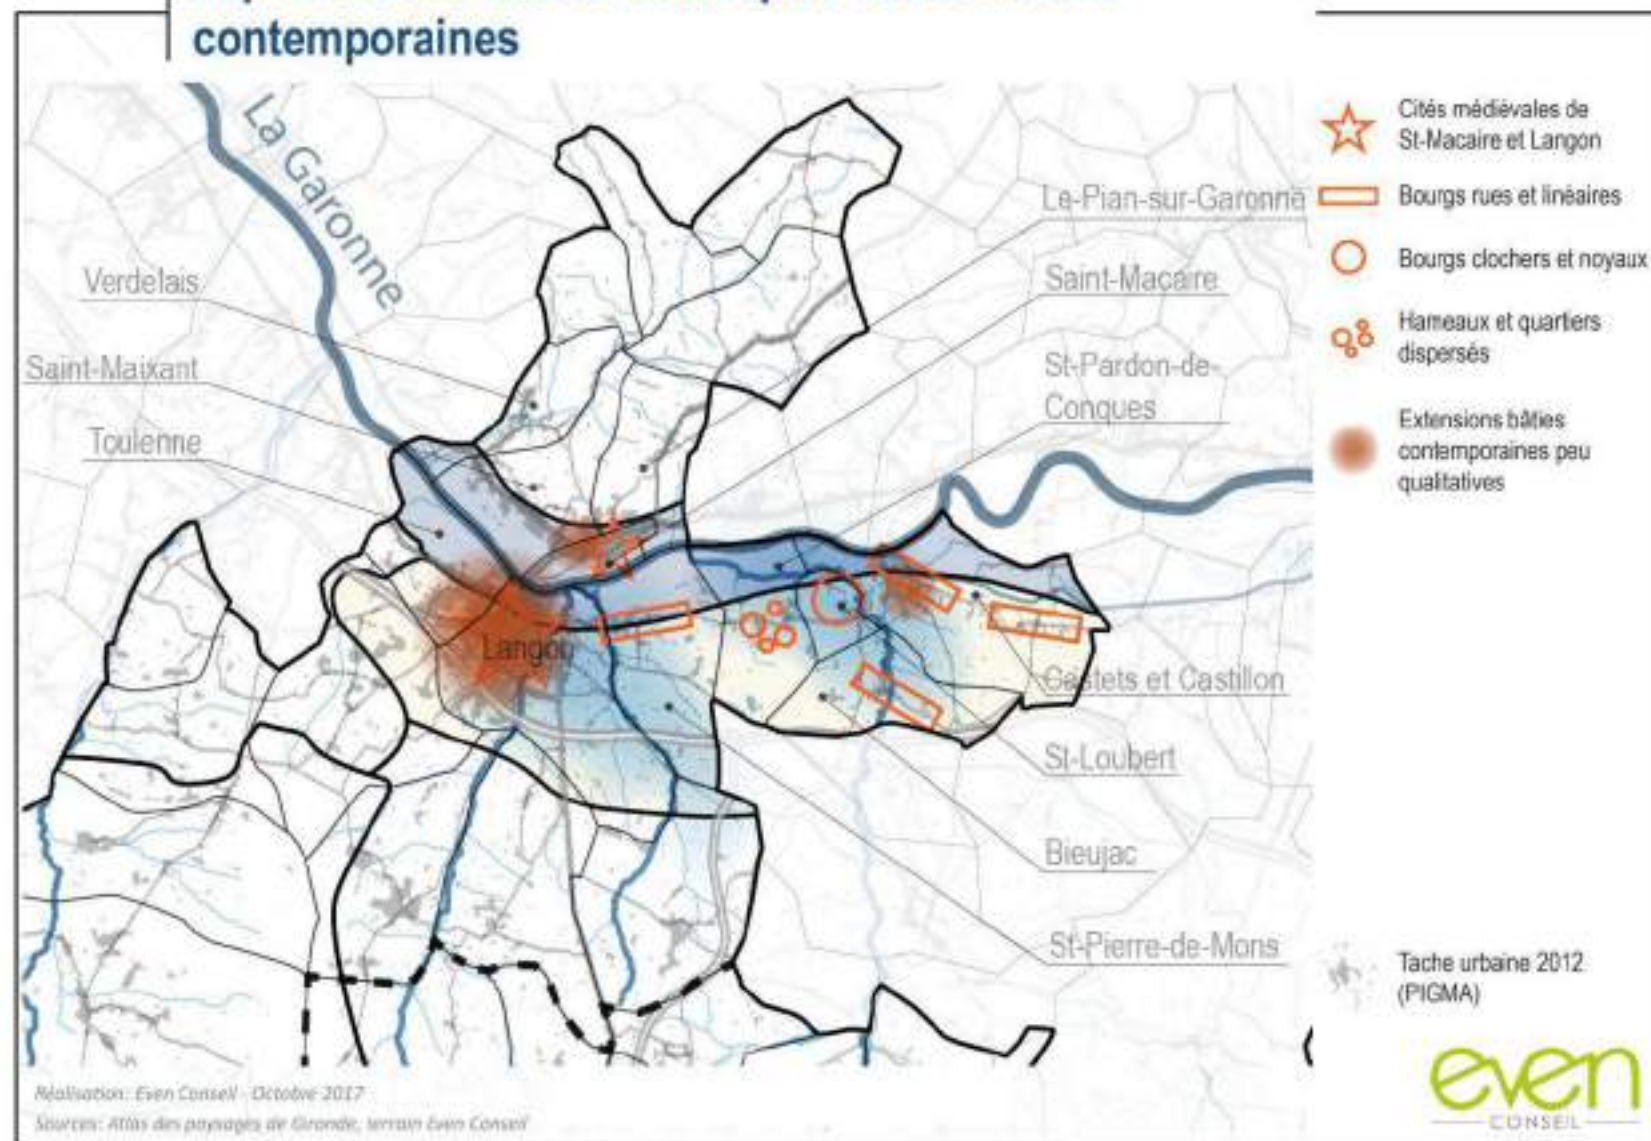 contemporaines
La Garonne
Verdelais
Saint-Maixant
Toulenne
Le-Pian-sur-Garonne
Saint-Macaire
St-Pardon-de-
Conques
Langon
Castets et Castillon
St-Loubert
Bieujac
St-Pierre-de-Mons
Cités médiévales de
St-Macaire et Langon
Bourgs rues et linéaires
Bourgs clochers et noyaux
Hameaux et quartiers
dispersés
Extensions bâties
contemporaines peu
qualitatives
Tache urbaine 2012
(PIGMA)
even
CONSEIL
Réalisation: Even Conseil - Octobre 2017
Sources: Atlas des paysages de Gironde, terrain Even Conseil